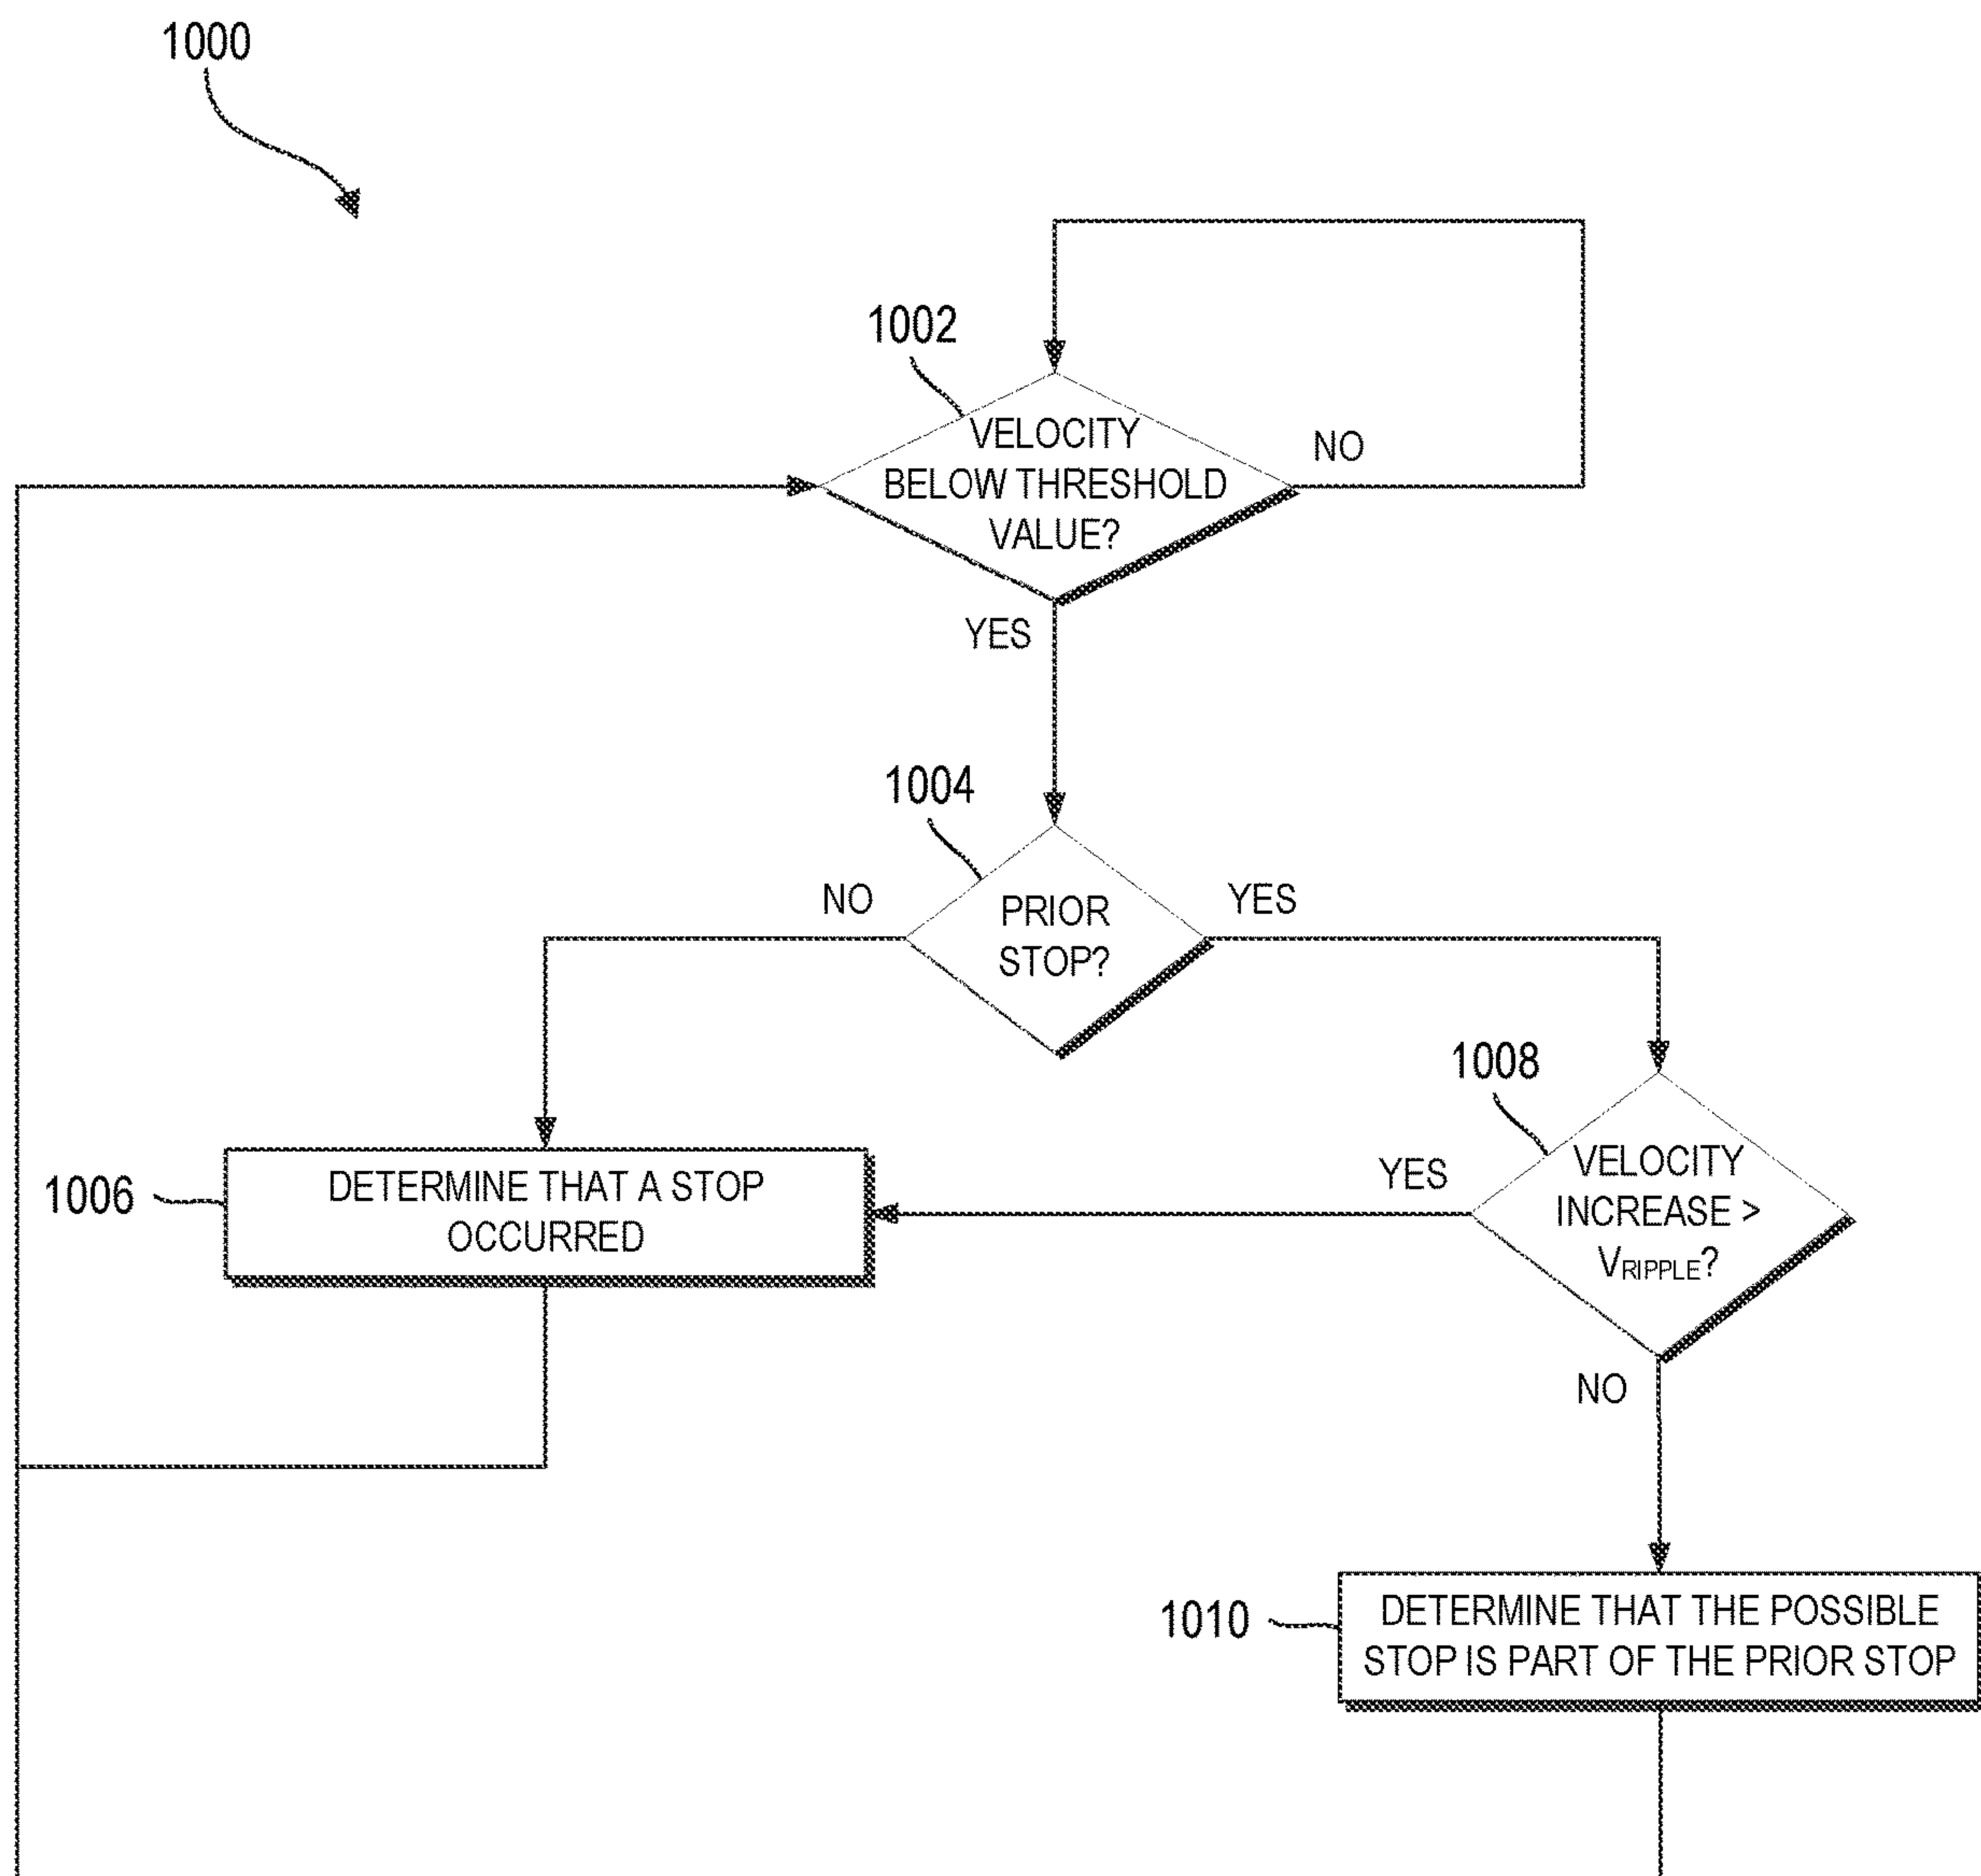 1000
1002
VELOCITY
BELOW THRESHOLD
VALUE?
NO
YES
1004
NO
PRIOR
STOP?
YES
1008
1006
DETERMINE THAT A STOP
OCCURRED
YES
VELOCITY
INCREASE >
VRIPPLE?
NO
1010
DETERMINE THAT THE POSSIBLE
STOP IS PART OF THE PRIOR STOP